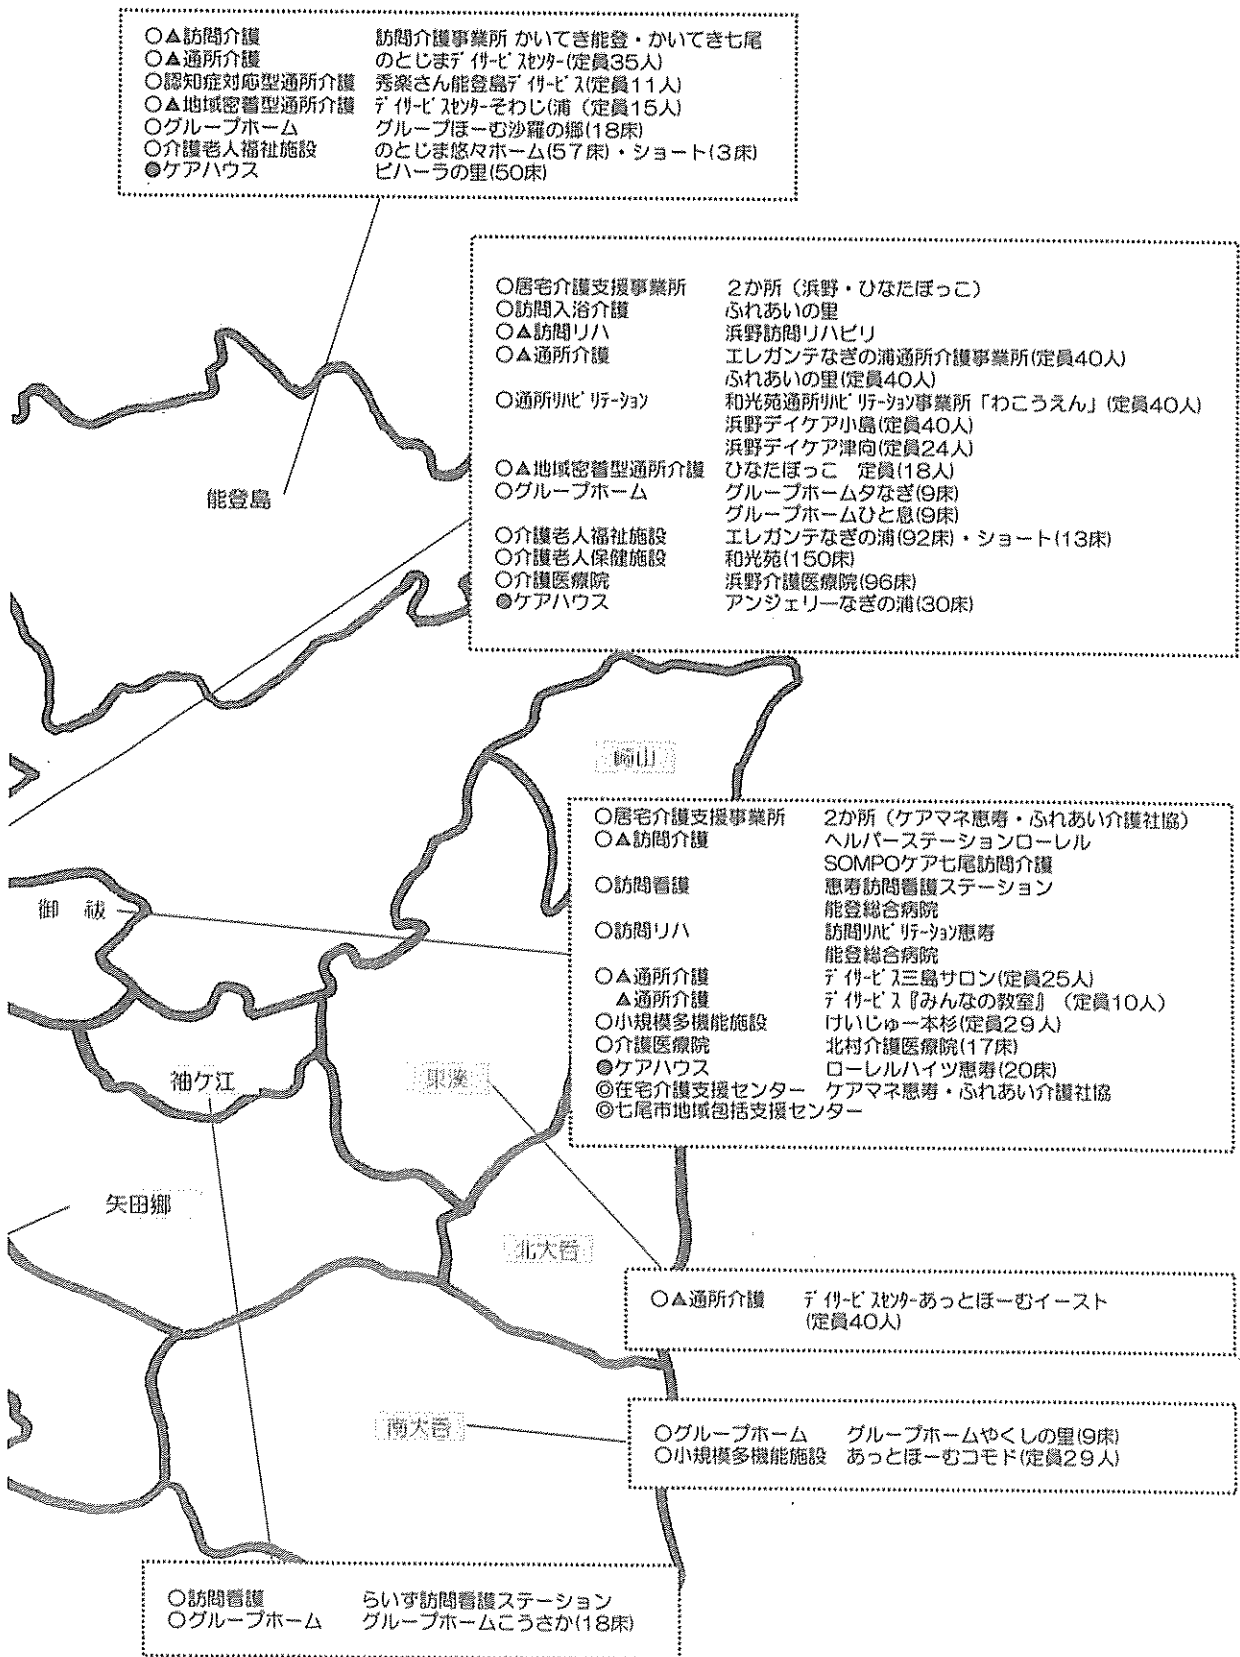 ○▲訪問介護 訪問介護事業所 かいてき能登・かいてき七尾
○▲通所介護 のとじまデイサービスセンター(定員35人)
○認知症対応型通所介護 秀楽さん能登島デイサービス(定員11人)
○▲地域密着型通所介護 デイサービスセンターそわじ浦(定員15人)
○グループホーム グループほーむ沙羅の郷(18床)
○介護老人福祉施設 のとじま悠々ホーム(57床)・ショート(3床)
●ケアハウス ビハーラの里(50床)
○居宅介護支援事業所 2か所(浜野・ひなたぼっこ)
○訪問入浴介護 ふれあいの里
○▲訪問リハ 浜野訪問リハビリ
○▲通所介護 エレガンテなぎの浦通所介護事業所(定員40人)
ふれあいの里(定員40人)
○通所リハビリテーション 和光苑通所リハビリテーション事業所「わこうえん」(定員40人)
浜野デイケア小島(定員40人)
浜野デイケア津向(定員24人)
○▲地域密着型通所介護 ひなたぼっこ 定員(18人)
○グループホーム グループホーム夕なぎ(9床)
グループホームひと息(9床)
○介護老人福祉施設 エレガンテなぎの浦(92床)・ショート(13床)
○介護老人保健施設 和光苑(150床)
○介護医療院 浜野介護医療院(96床)
●ケアハウス アンジェリーなぎの浦(30床)
能登島
崎山
○居宅介護支援事業所 2か所(ケアマネ恵寿・ふれあい介護社協)
○▲訪問介護 ヘルパーステーションローレル
SOMPOケア七尾訪問介護
○訪問看護 恵寿訪問看護ステーション
能登総合病院
○訪問リハ 訪問リハビリテーション恵寿
能登総合病院
○▲通所介護 デイサービス三島サロン(定員25人)
▲通所介護 デイサービス『みんなの教室』(定員10人)
○小規模多機能施設 けいじゅ一本杉(定員29人)
○介護医療院 北村介護医療院(17床)
●ケアハウス ローレルハイツ恵寿(20床)
◎在宅介護支援センター ケアマネ恵寿・ふれあい介護社協
◎七尾市地域包括支援センター
御 祓
袖ケ江
東湊
矢田郷
北大呑
○▲通所介護 デイサービスセンターあっとほーむイースト
(定員40人)
南大呑
○グループホーム グループホームやくしの里(9床)
○小規模多機能施設 あっとほーむコモド(定員29人)
○訪問看護 らいず訪問看護ステーション
○グループホーム グループホームこうさか(18床)